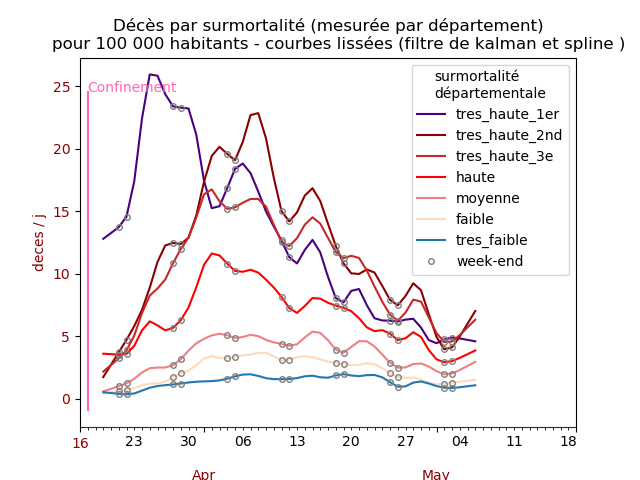 Décès par surmortalité (mesurée par département)
pour 100 000 habitants - courbes lissées (filtre de kalman et spline )
Confinement
surmortalité
départementale
tres_haute_1er
tres_haute_2nd
tres_haute_3e
haute
moyenne
faible
tres_faible
week-end
deces / j
25
20
15
10
5
0
16 23 30 06 13 20 27 04 11 18
Apr May